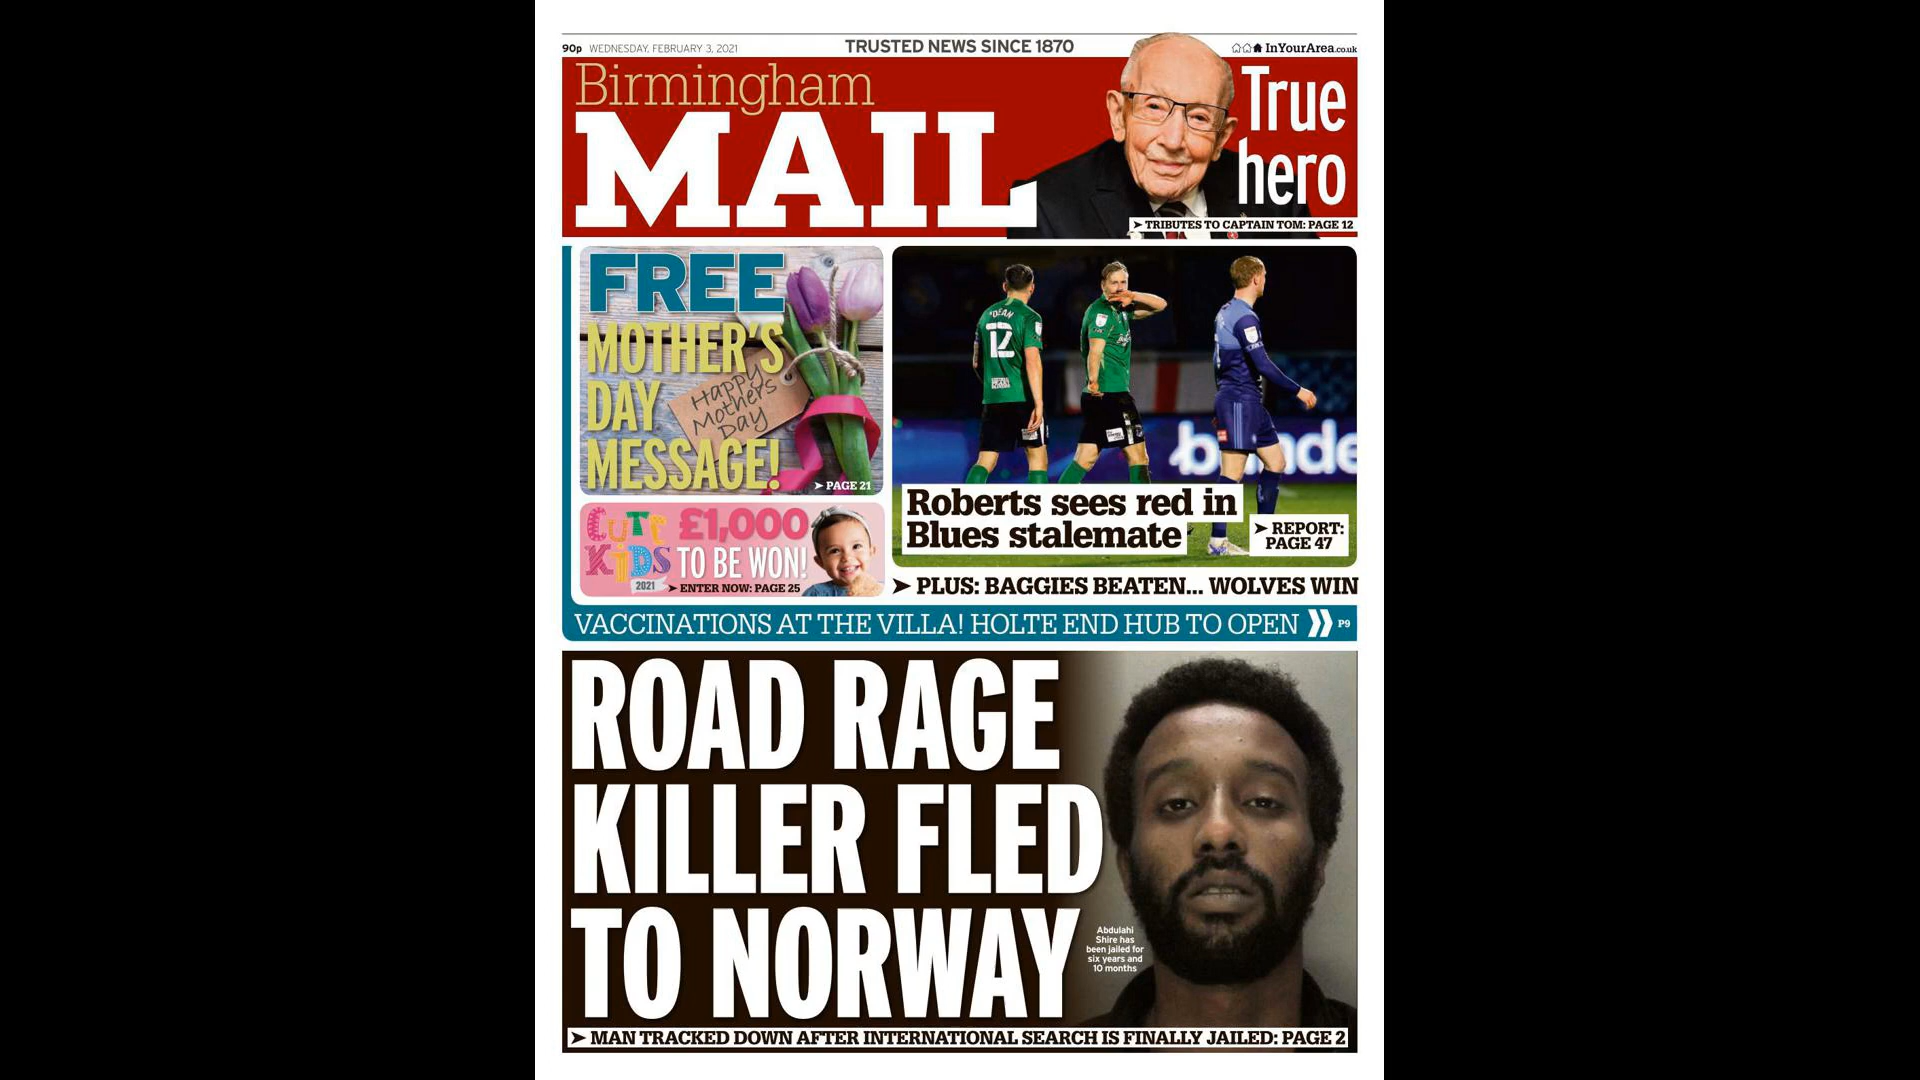 90p WEDNESDAY, FEBRUARY 3, 2021
TRUSTED NEWS SINCE 1870
InYourArea.co.uk
Birmingham
MAIL
True
hero
➤ TRIBUTES TO CAPTAIN TOM: PAGE 12
FREE
MOTHER'S
DAY
MESSAGE!
Happy
Mothers
Day
➤ PAGE 21
CUTE
KIDS
2021
£1,000
TO BE WON!
➤ ENTER NOW: PAGE 25
DEAN
12
Roberts sees red in
Blues stalemate
➤ REPORT:
PAGE 47
➤ PLUS: BAGGIES BEATEN... WOLVES WIN
VACCINATIONS AT THE VILLA! HOLTE END HUB TO OPEN P9
ROAD RAGE
KILLER FLED
TO NORWAY
Abdulahi
Shire has
been jailed for
six years and
10 months
➤ MAN TRACKED DOWN AFTER INTERNATIONAL SEARCH IS FINALLY JAILED: PAGE 2